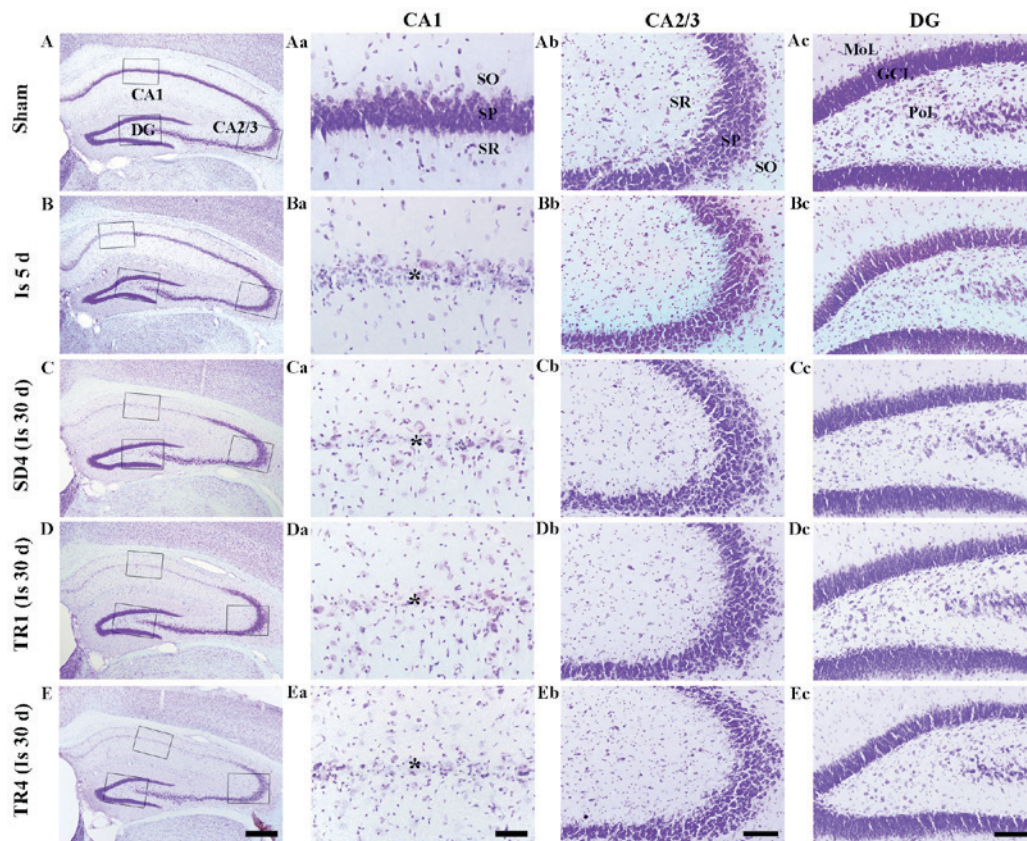 CA1 CA2/3 DG
Sham
A Aa Ab Ac
CA1
DG
CA2/3
SO
SP
SR
SR
SP
SO
MoL
GCL
PoL
Is 5 d
B Ba Bb Bc
*
SD4 (Is 30 d)
C Ca Cb Cc
*
TR1 (Is 30 d)
D Da Db Dc
*
TR4 (Is 30 d)
E Ea Eb Ec
*